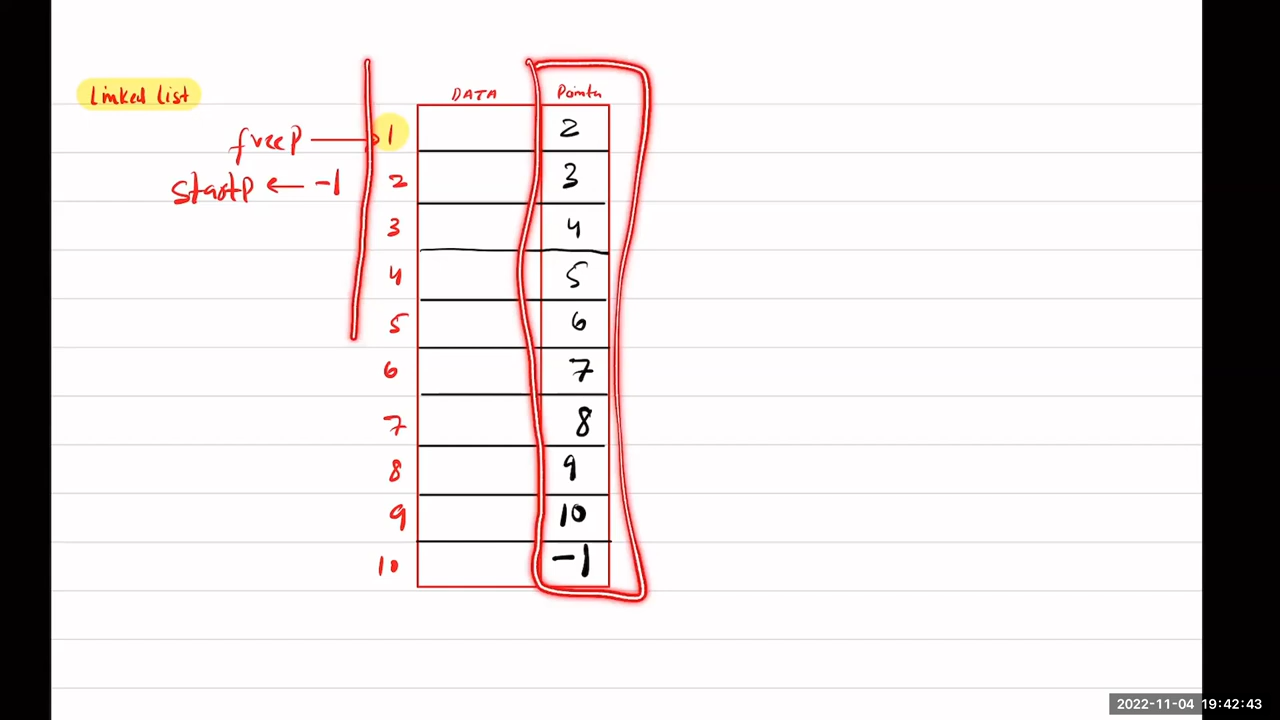 Linked List
DATA Pointer
freeP 1 2
startP ← -1 2 3
3 4
4 5
5 6
6 7
7 8
8 9
9 10
10 -1
2022-11-04 19:42:43